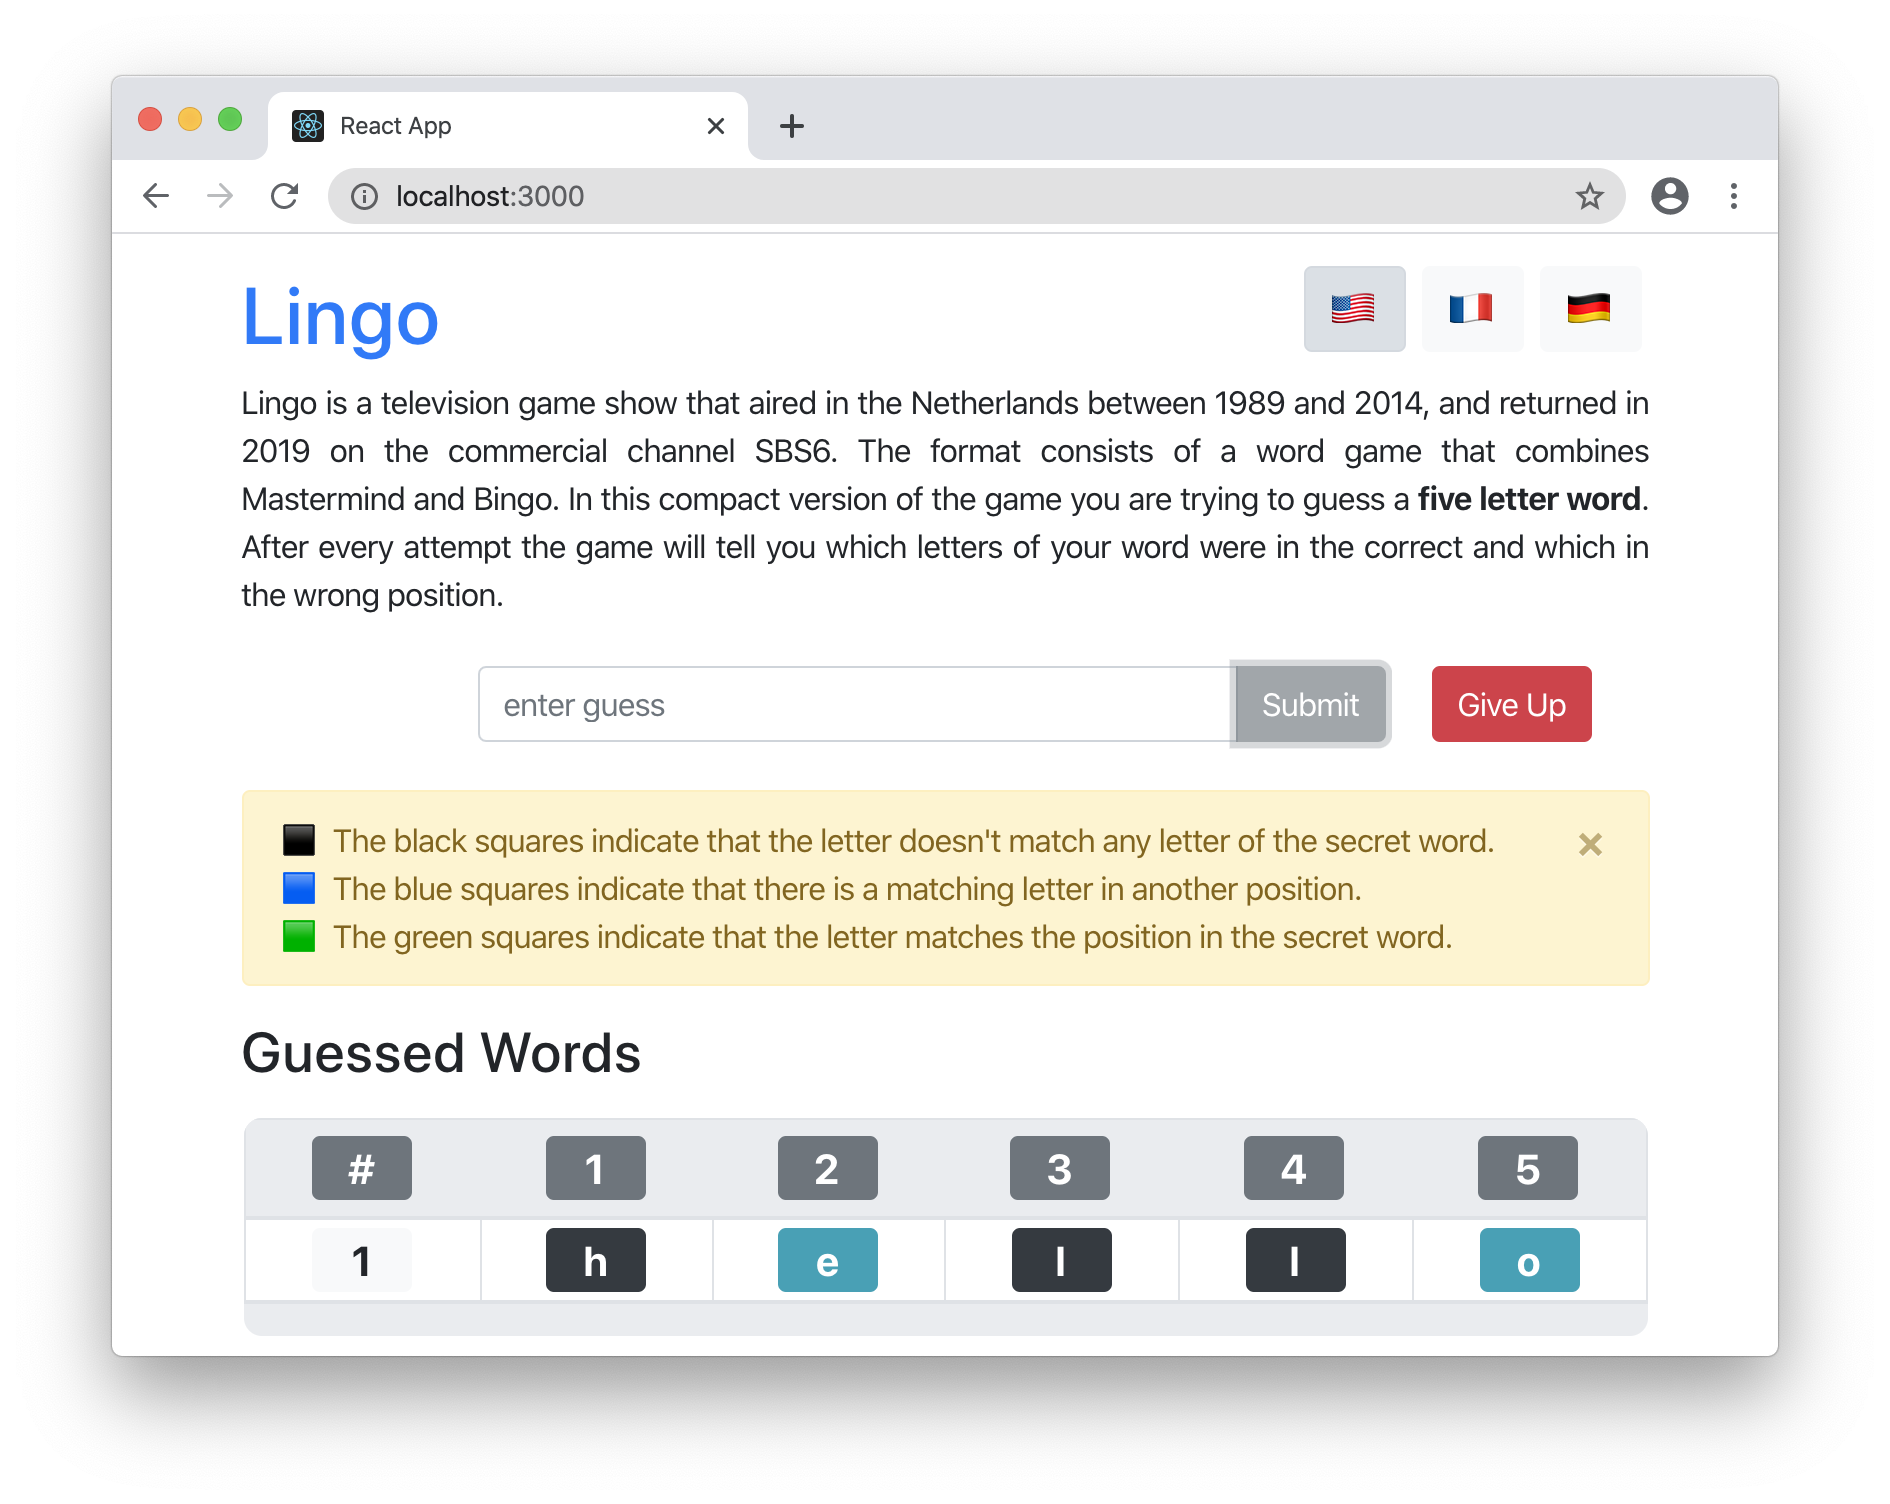 React App
localhost:3000
Lingo
Lingo is a television game show that aired in the Netherlands between 1989 and 2014, and returned in
2019 on the commercial channel SBS6. The format consists of a word game that combines
Mastermind and Bingo. In this compact version of the game you are trying to guess a five letter word.
After every attempt the game will tell you which letters of your word were in the correct and which in
the wrong position.
enter guess Submit Give Up
The black squares indicate that the letter doesn't match any letter of the secret word.
The blue squares indicate that there is a matching letter in another position.
The green squares indicate that the letter matches the position in the secret word.
Guessed Words
# 1 2 3 4 5
1 h e l l o